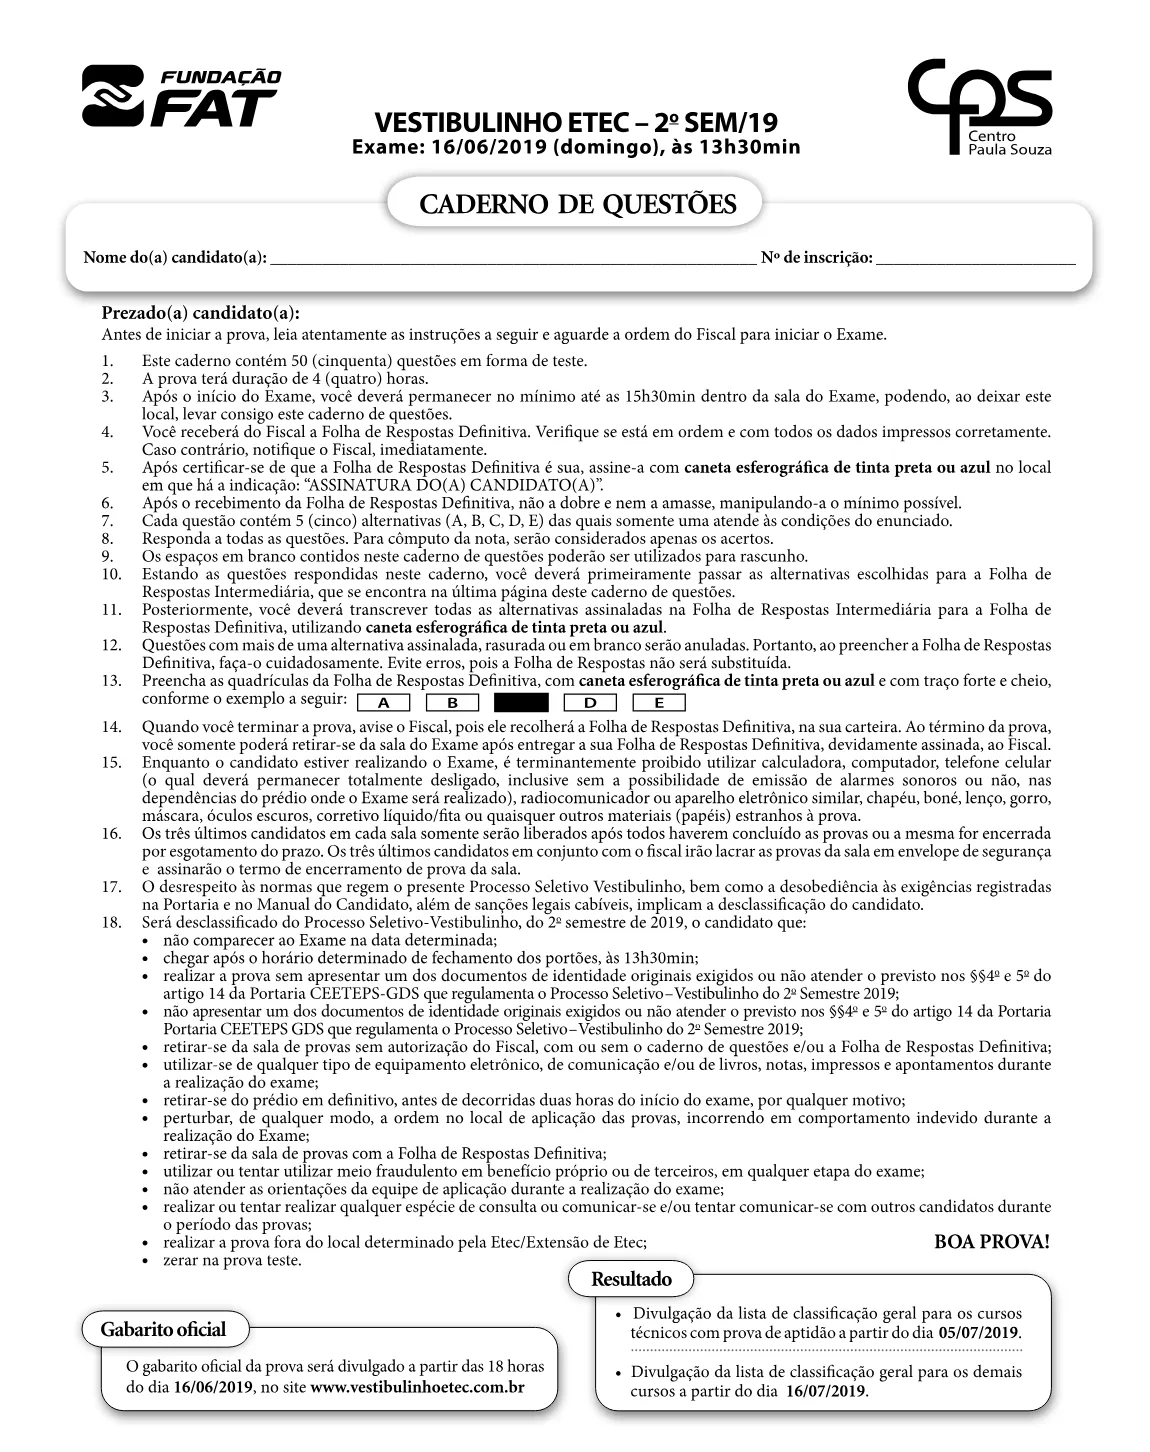 FUNDAÇÃO
FAT
CPS
Centro
Paula Souza
VESTIBULINHO ETEC – 2º SEM/19
Exame: 16/06/2019 (domingo), às 13h30min
CADERNO DE QUESTÕES
Nome do(a) candidato(a): ________________________________________________________ Nº de inscrição: _______________________
Prezado(a) candidato(a):
Antes de iniciar a prova, leia atentamente as instruções a seguir e aguarde a ordem do Fiscal para iniciar o Exame.
1. Este caderno contém 50 (cinquenta) questões em forma de teste.
2. A prova terá duração de 4 (quatro) horas.
3. Após o início do Exame, você deverá permanecer no mínimo até as 15h30min dentro da sala do Exame, podendo, ao deixar este
local, levar consigo este caderno de questões.
4. Você receberá do Fiscal a Folha de Respostas Definitiva. Verifique se está em ordem e com todos os dados impressos corretamente.
Caso contrário, notifique o Fiscal, imediatamente.
5. Após certificar-se de que a Folha de Respostas Definitiva é sua, assine-a com caneta esferográfica de tinta preta ou azul no local
em que há a indicação: “ASSINATURA DO(A) CANDIDATO(A)”.
6. Após o recebimento da Folha de Respostas Definitiva, não a dobre e nem a amasse, manipulando-a o mínimo possível.
7. Cada questão contém 5 (cinco) alternativas (A, B, C, D, E) das quais somente uma atende às condições do enunciado.
8. Responda a todas as questões. Para cômputo da nota, serão considerados apenas os acertos.
9. Os espaços em branco contidos neste caderno de questões poderão ser utilizados para rascunho.
10. Estando as questões respondidas neste caderno, você deverá primeiramente passar as alternativas escolhidas para a Folha de
Respostas Intermediária, que se encontra na última página deste caderno de questões.
11. Posteriormente, você deverá transcrever todas as alternativas assinaladas na Folha de Respostas Intermediária para a Folha de
Respostas Definitiva, utilizando caneta esferográfica de tinta preta ou azul.
12. Questões com mais de uma alternativa assinalada, rasurada ou em branco serão anuladas. Portanto, ao preencher a Folha de Respostas
Definitiva, faça-o cuidadosamente. Evite erros, pois a Folha de Respostas não será substituída.
13. Preencha as quadrículas da Folha de Respostas Definitiva, com caneta esferográfica de tinta preta ou azul e com traço forte e cheio,
conforme o exemplo a seguir: A B D E
14. Quando você terminar a prova, avise o Fiscal, pois ele recolherá a Folha de Respostas Definitiva, na sua carteira. Ao término da prova,
você somente poderá retirar-se da sala do Exame após entregar a sua Folha de Respostas Definitiva, devidamente assinada, ao Fiscal.
15. Enquanto o candidato estiver realizando o Exame, é terminantemente proibido utilizar calculadora, computador, telefone celular
(o qual deverá permanecer totalmente desligado, inclusive sem a possibilidade de emissão de alarmes sonoros ou não, nas
dependências do prédio onde o Exame será realizado), radiocomunicador ou aparelho eletrônico similar, chapéu, boné, lenço, gorro,
máscara, óculos escuros, corretivo líquido/fita ou quaisquer outros materiais (papéis) estranhos à prova.
16. Os três últimos candidatos em cada sala somente serão liberados após todos haverem concluído as provas ou a mesma for encerrada
por esgotamento do prazo. Os três últimos candidatos em conjunto com o fiscal irão lacrar as provas da sala em envelope de segurança
e assinarão o termo de encerramento de prova da sala.
17. O desrespeito às normas que regem o presente Processo Seletivo Vestibulinho, bem como a desobediência às exigências registradas
na Portaria e no Manual do Candidato, além de sanções legais cabíveis, implicam a desclassificação do candidato.
18. Será desclassificado do Processo Seletivo-Vestibulinho, do 2º semestre de 2019, o candidato que:
• não comparecer ao Exame na data determinada;
• chegar após o horário determinado de fechamento dos portões, às 13h30min;
• realizar a prova sem apresentar um dos documentos de identidade originais exigidos ou não atender o previsto nos §§4º e 5º do
artigo 14 da Portaria CEETEPS-GDS que regulamenta o Processo Seletivo–Vestibulinho do 2º Semestre 2019;
• não apresentar um dos documentos de identidade originais exigidos ou não atender o previsto nos §§4º e 5º do artigo 14 da Portaria
Portaria CEETEPS GDS que regulamenta o Processo Seletivo–Vestibulinho do 2º Semestre 2019;
• retirar-se da sala de provas sem autorização do Fiscal, com ou sem o caderno de questões e/ou a Folha de Respostas Definitiva;
• utilizar-se de qualquer tipo de equipamento eletrônico, de comunicação e/ou de livros, notas, impressos e apontamentos durante
a realização do exame;
• retirar-se do prédio em definitivo, antes de decorridas duas horas do início do exame, por qualquer motivo;
• perturbar, de qualquer modo, a ordem no local de aplicação das provas, incorrendo em comportamento indevido durante a
realização do Exame;
• retirar-se da sala de provas com a Folha de Respostas Definitiva;
• utilizar ou tentar utilizar meio fraudulento em benefício próprio ou de terceiros, em qualquer etapa do exame;
• não atender as orientações da equipe de aplicação durante a realização do exame;
• realizar ou tentar realizar qualquer espécie de consulta ou comunicar-se e/ou tentar comunicar-se com outros candidatos durante
o período das provas;
• realizar a prova fora do local determinado pela Etec/Extensão de Etec;
• zerar na prova teste.
BOA PROVA!
Gabarito oficial
O gabarito oficial da prova será divulgado a partir das 18 horas
do dia 16/06/2019, no site www.vestibulinhoetec.com.br
Resultado
• Divulgação da lista de classificação geral para os cursos
técnicos com prova de aptidão a partir do dia 05/07/2019.
• Divulgação da lista de classificação geral para os demais
cursos a partir do dia 16/07/2019.